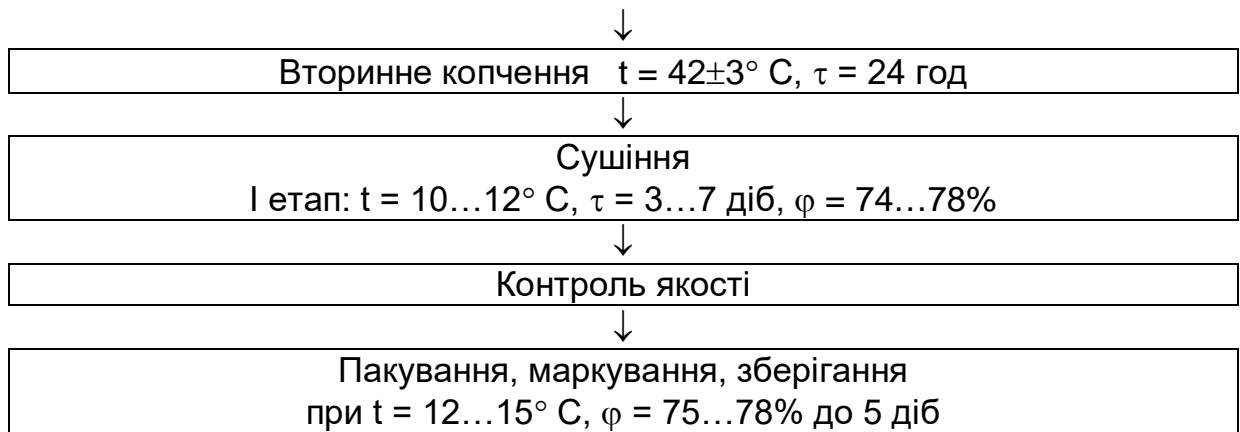 ↓
Вторинне копчення t = 42±3° С, τ = 24 год
↓
Сушіння
І етап: t = 10…12° С, τ = 3…7 діб, φ = 74…78%
↓
Контроль якості
↓
Пакування, маркування, зберігання
при t = 12…15° С, φ = 75…78% до 5 діб